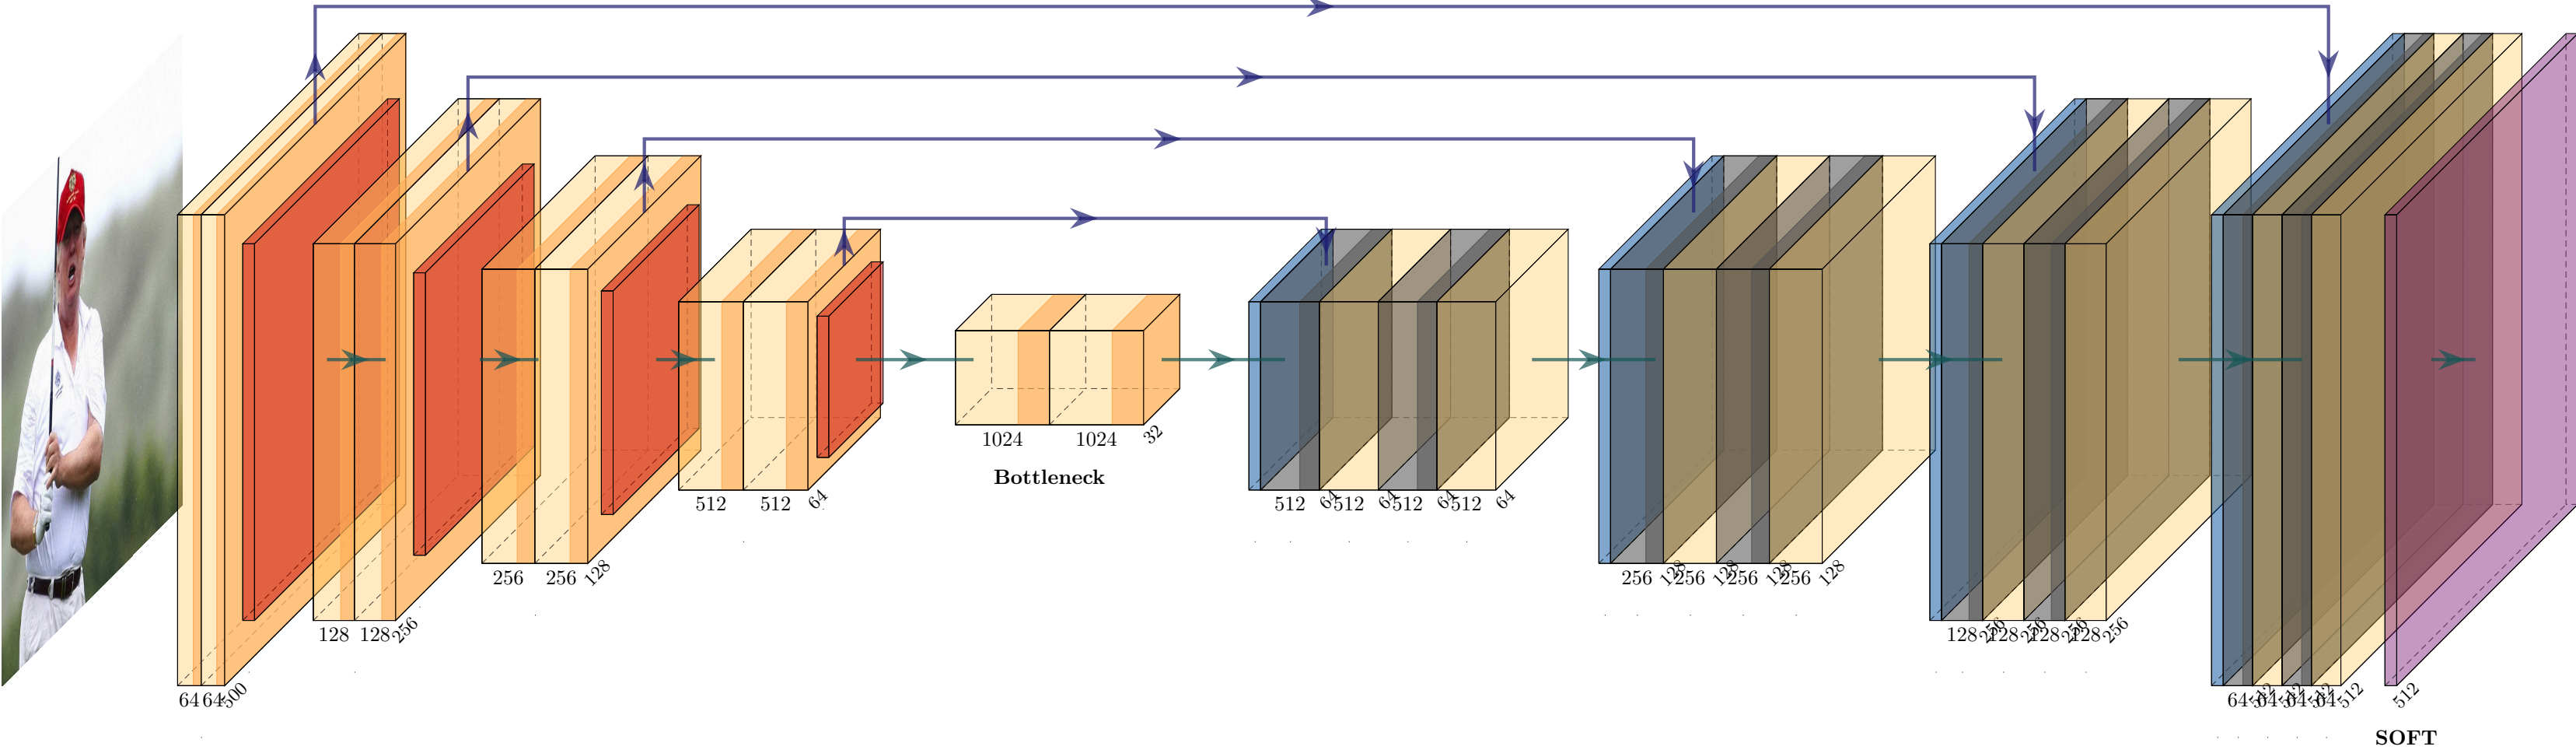 64 64 500
128 128 256
256 256 128
512 512 64
1024 1024 32
Bottleneck
512 64 512 64 512 64 512 64
256 128 256 128 256 128 256 128
128 256 128 256 128 256 128 256
64 512 64 512 64 512 64 512
512
SOFT